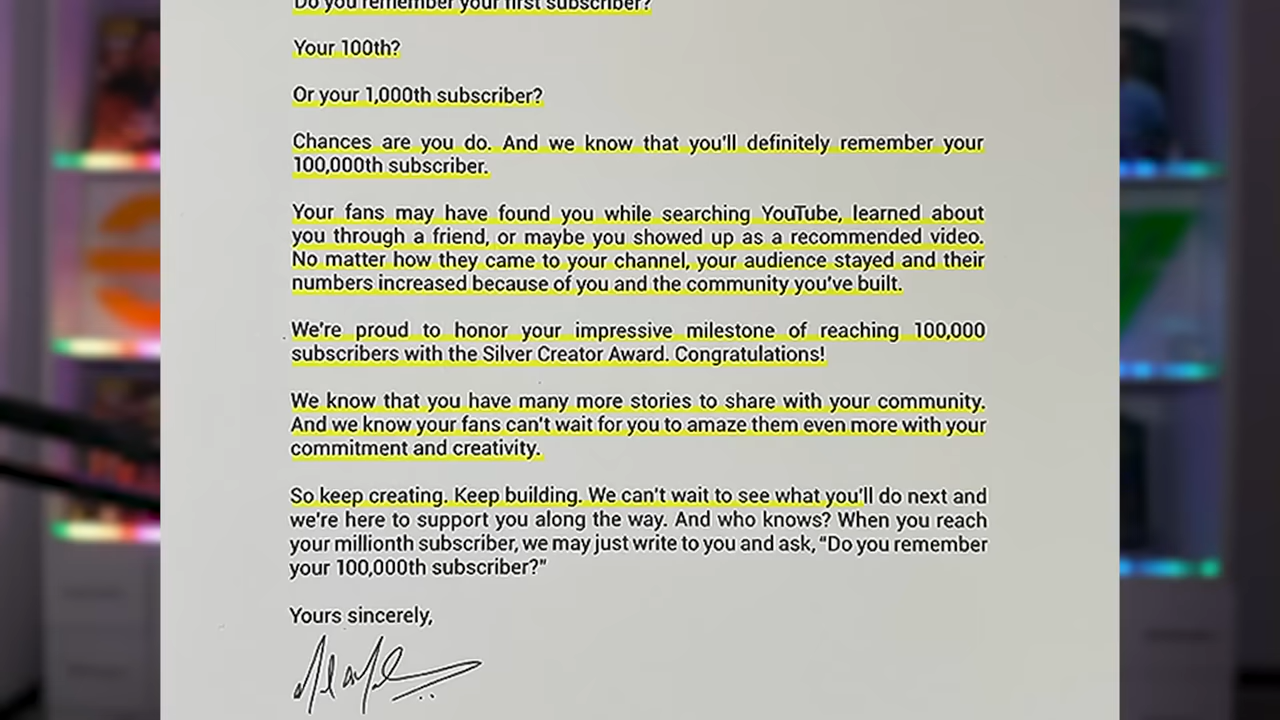 Do you remember your first subscriber?
Your 100th?
Or your 1,000th subscriber?
Chances are you do. And we know that you'll definitely remember your
100,000th subscriber.
Your fans may have found you while searching YouTube, learned about
you through a friend, or maybe you showed up as a recommended video.
No matter how they came to your channel, your audience stayed and their
numbers increased because of you and the community you've built.
We're proud to honor your impressive milestone of reaching 100,000
subscribers with the Silver Creator Award. Congratulations!
We know that you have many more stories to share with your community.
And we know your fans can't wait for you to amaze them even more with your
commitment and creativity.
So keep creating. Keep building. We can't wait to see what you'll do next and
we're here to support you along the way. And who knows? When you reach
your millionth subscriber, we may just write to you and ask, “Do you remember
your 100,000th subscriber?”
Yours sincerely,